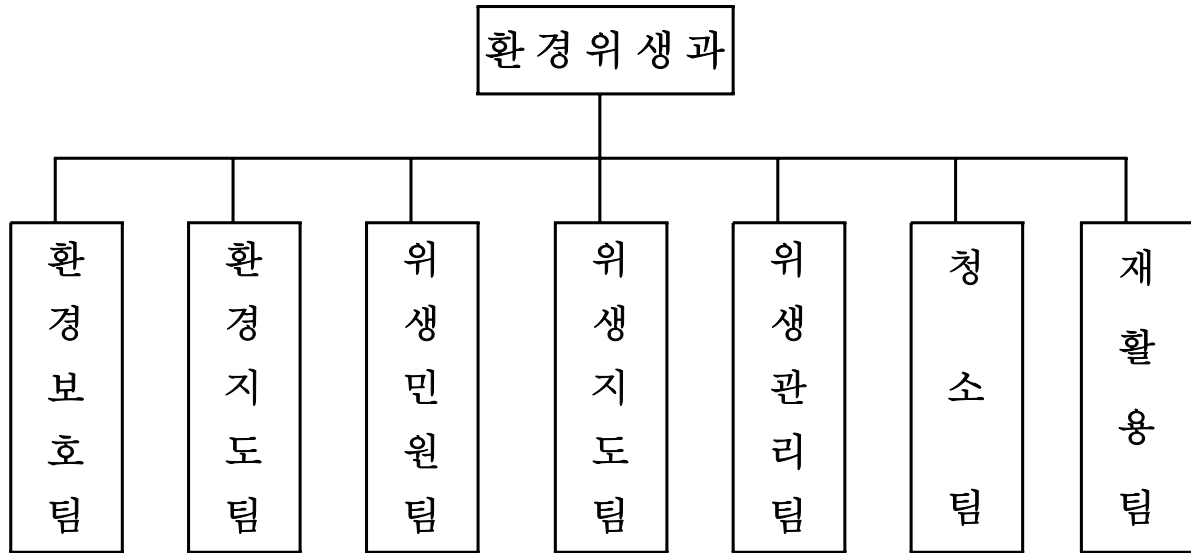 환경위생과
환경보호팀
환경지도팀
위생민원팀
위생지도팀
위생관리팀
청소팀
재활용팀